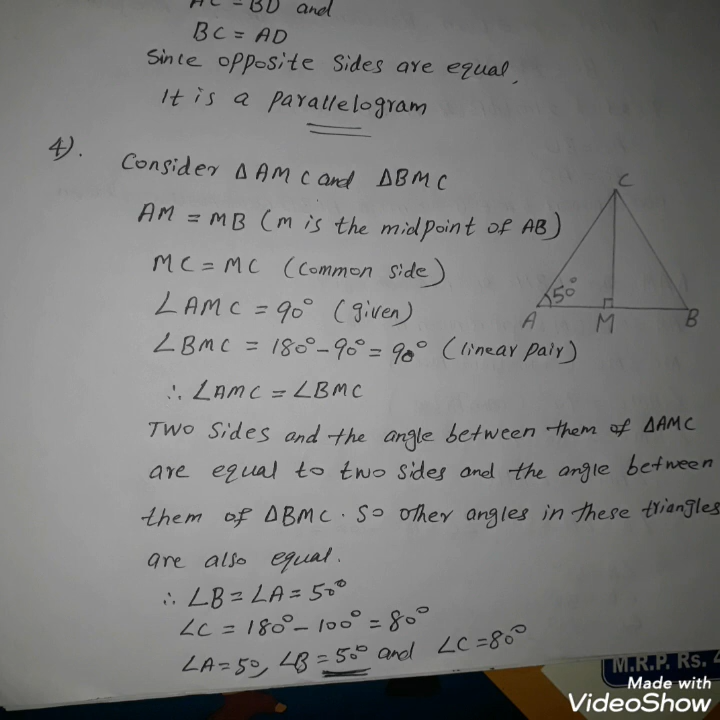 AC = BD and
BC = AD
Since opposite sides are equal,
It is a parallelogram
4).
Consider ΔAMC and ΔBMC
AM = MB (M is the midpoint of AB)
MC = MC (common side)
∠AMC = 90° (given)
∠BMC = 180° - 90° = 90° (linear pair)
∴ ∠AMC = ∠BMC
C
50°
A M B
Two sides and the angle between them of ΔAMC
are equal to two sides and the angle between
them of ΔBMC. So other angles in these triangles
are also equal.
∴ ∠B = ∠A = 50°
∠C = 180° - 100° = 80°
∠A = 50, ∠B = 50° and ∠C = 80°
M.R.P. Rs.
Made with
VideoShow